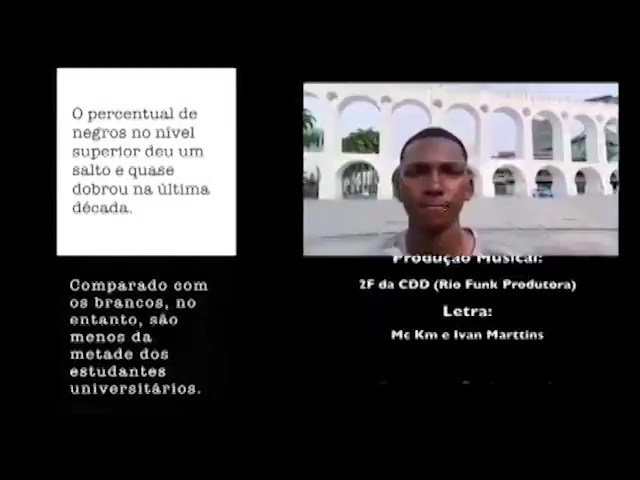 O percentual de
negros no nível
superior deu um
salto e quase
dobrou na última
década.
Comparado com
os brancos, no
entanto, são
menos da
metade dos
estudantes
universitários.
Produção Musical:
2F da CDD (Rio Funk Produtora)
Letra:
Mc Km e Ivan Marttins